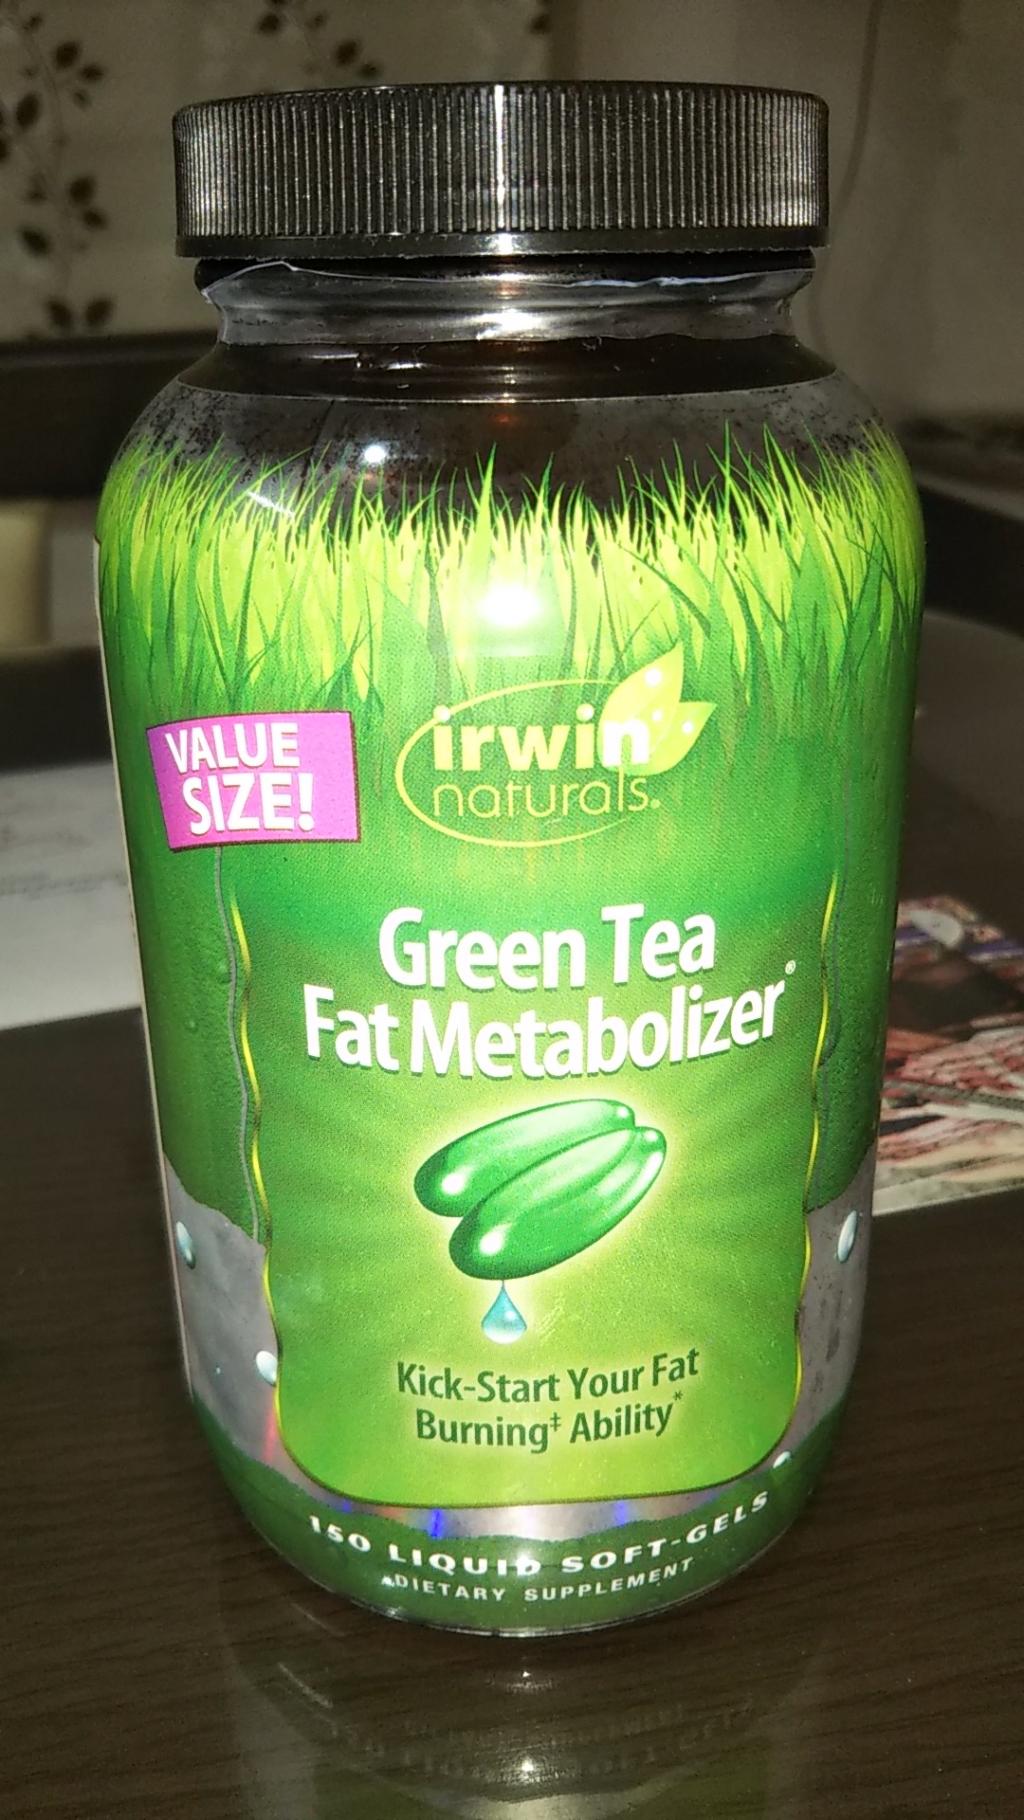 VALUE
SIZE!
irwin
naturals®
Green Tea
Fat Metabolizer®
Kick-Start Your Fat
Burning‡ Ability*
150 LIQUID SOFT-GELS
DIETARY SUPPLEMENT